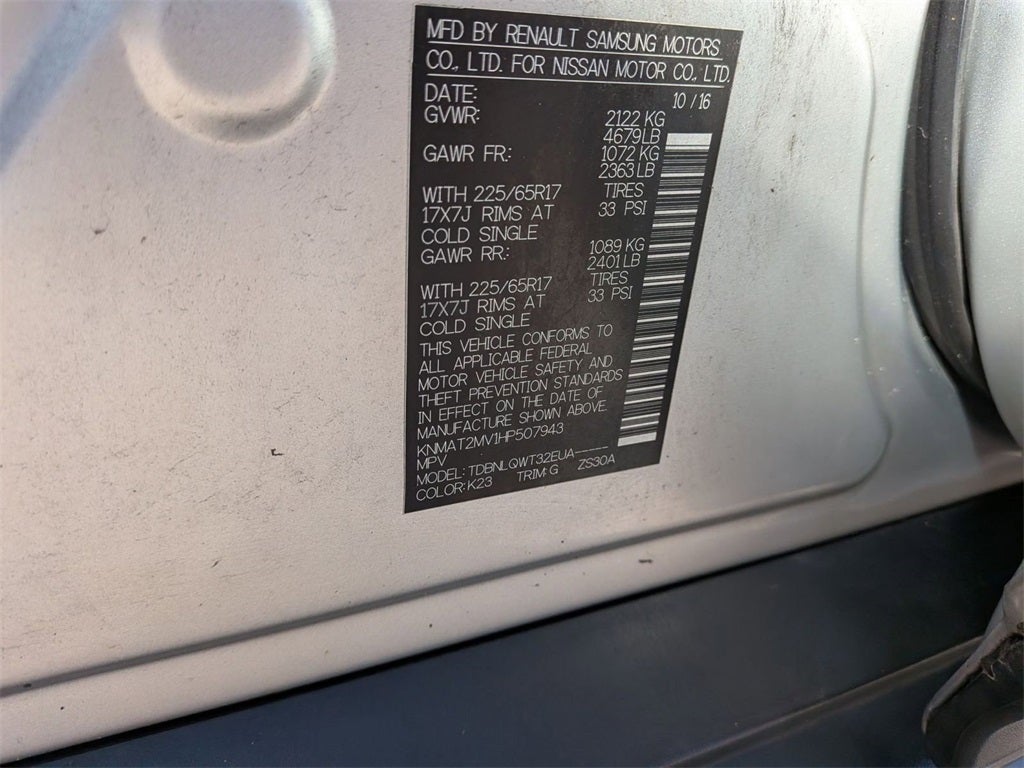 MFD BY RENAULT SAMSUNG MOTORS
CO., LTD. FOR NISSAN MOTOR CO., LTD.
DATE: 10 / 16
GVWR: 2122 KG
4679LB
GAWR FR.: 1072 KG
2363 LB
WITH 225/65R17 TIRES
17X7J RIMS AT 33 PSI
COLD SINGLE
GAWR RR.: 1089 KG
2401 LB
WITH 225/65R17 TIRES
17X7J RIMS AT 33 PSI
COLD SINGLE
THIS VEHICLE CONFORMS TO
ALL APPLICABLE FEDERAL
MOTOR VEHICLE SAFETY AND
THEFT PREVENTION STANDARDS
IN EFFECT ON THE DATE OF
MANUFACTURE SHOWN ABOVE.
KNMAT2MV1HP507943
MPV
MODEL: TDBNLQWT32EUA-----
COLOR: K23 TRIM: G ZS30A